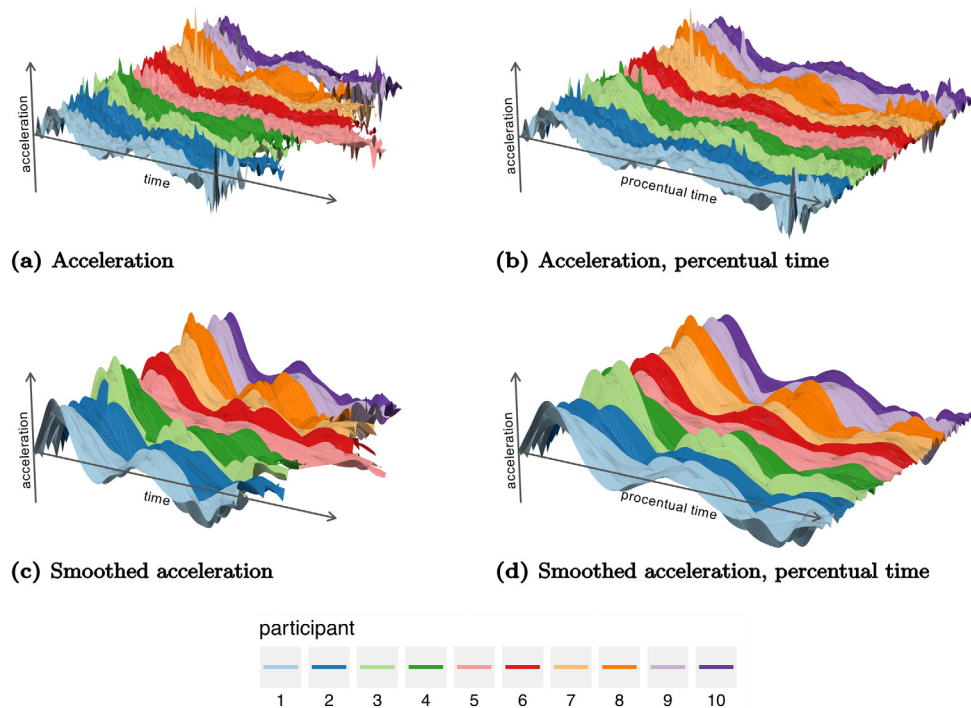 acceleration
time
(a) Acceleration
acceleration
procentual time
(b) Acceleration, percentual time
acceleration
time
(c) Smoothed acceleration
acceleration
procentual time
(d) Smoothed acceleration, percentual time
participant
1 2 3 4 5 6 7 8 9 10